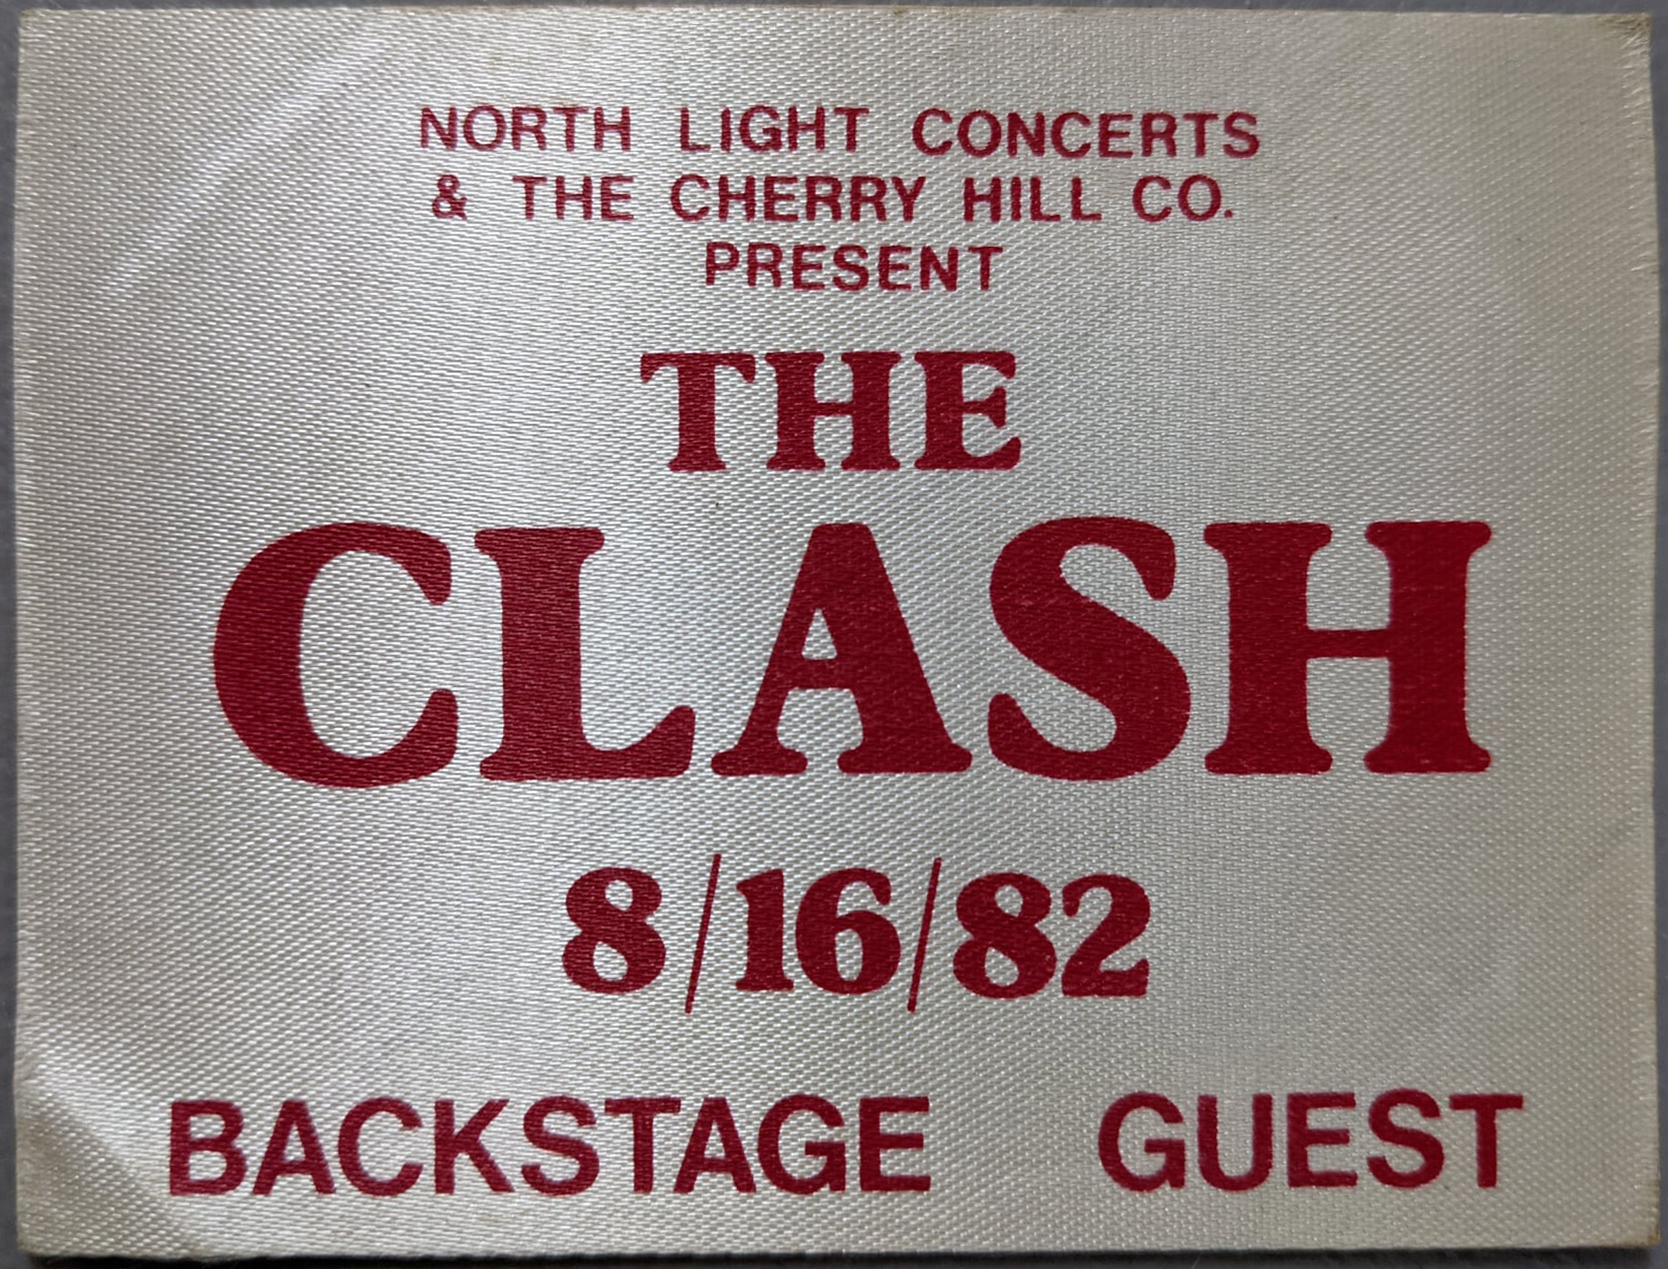 NORTH LIGHT CONCERTS
& THE CHERRY HILL CO.
PRESENT
THE
CLASH
8/16/82
BACKSTAGE GUEST